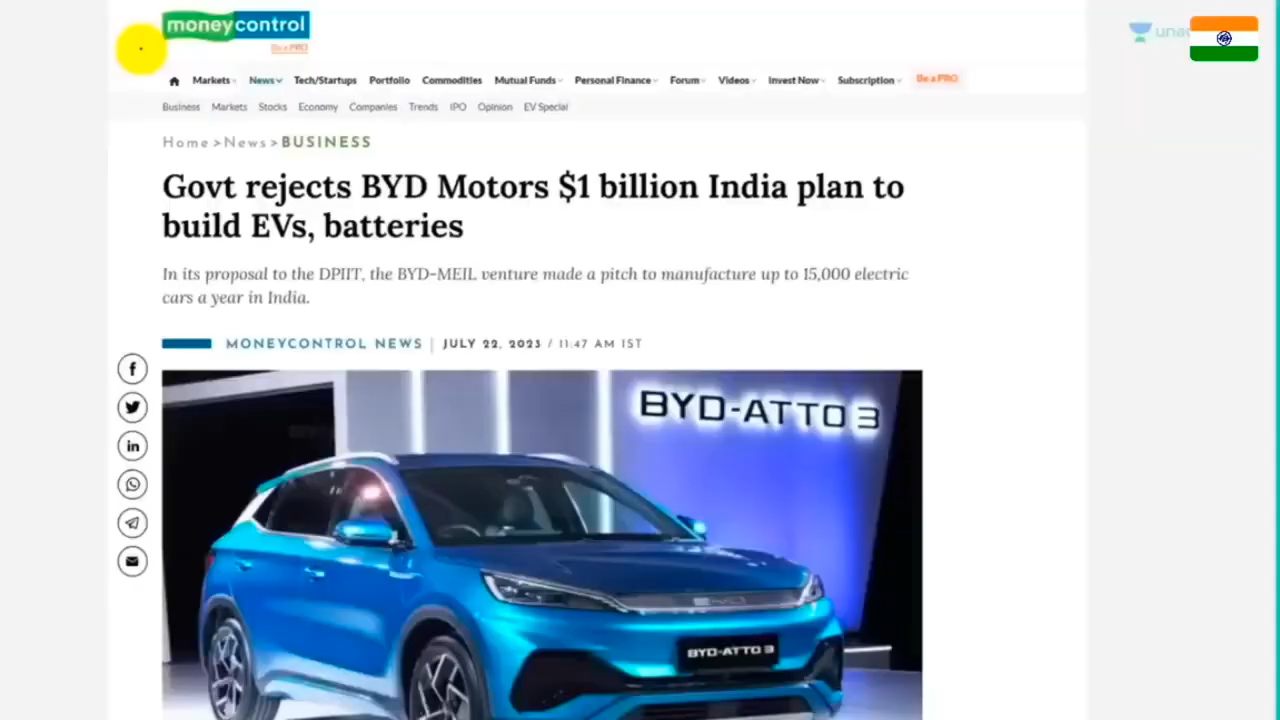 moneycontrol
Be a PRO
Markets News Tech/Startups Portfolio Commodities Mutual Funds Personal Finance Forum Videos Invest Now Subscription Be a PRO
Business Markets Stocks Economy Companies Trends IPO Opinion EV Special
Home > News > BUSINESS
Govt rejects BYD Motors $1 billion India plan to
build EVs, batteries
In its proposal to the DPIIT, the BYD-MEIL venture made a pitch to manufacture up to 15,000 electric
cars a year in India.
MONEYCONTROL NEWS | JULY 22, 2023 / 11:47 AM IST
BYD-ATTO 3
BYD
BYD-ATTO 3